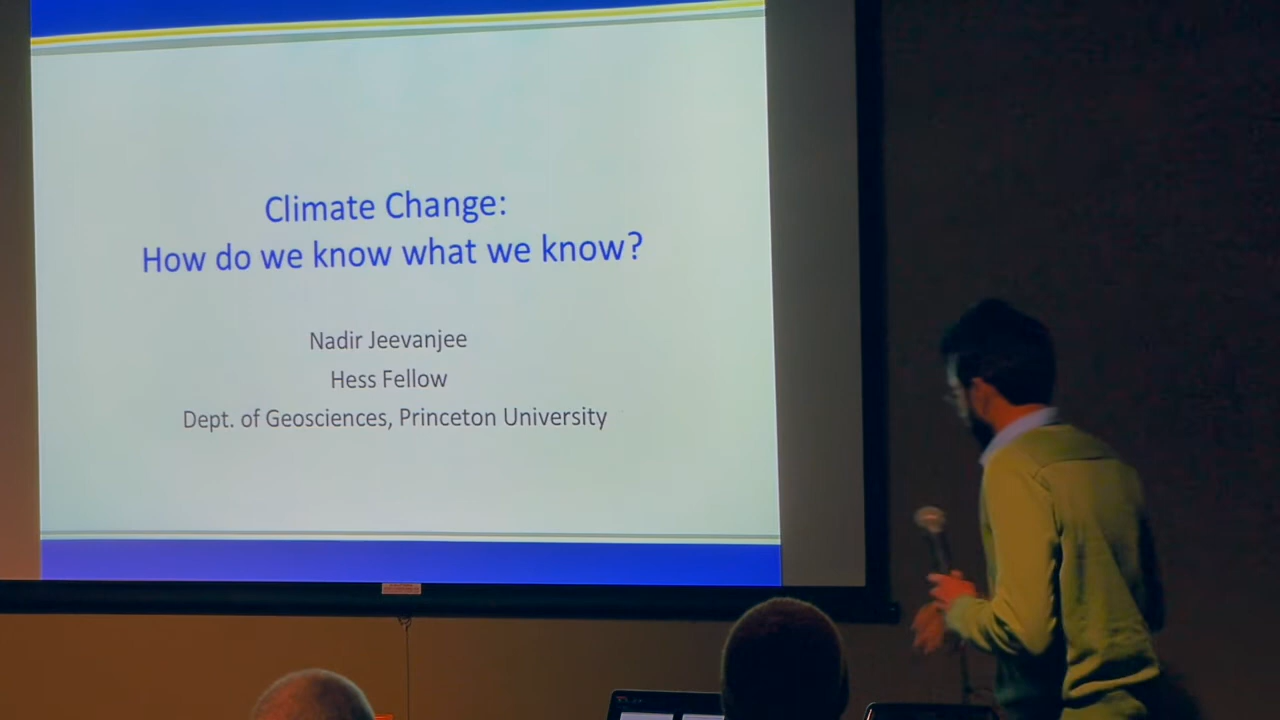 Climate Change:
How do we know what we know?
Nadir Jeevanjee
Hess Fellow
Dept. of Geosciences, Princeton University